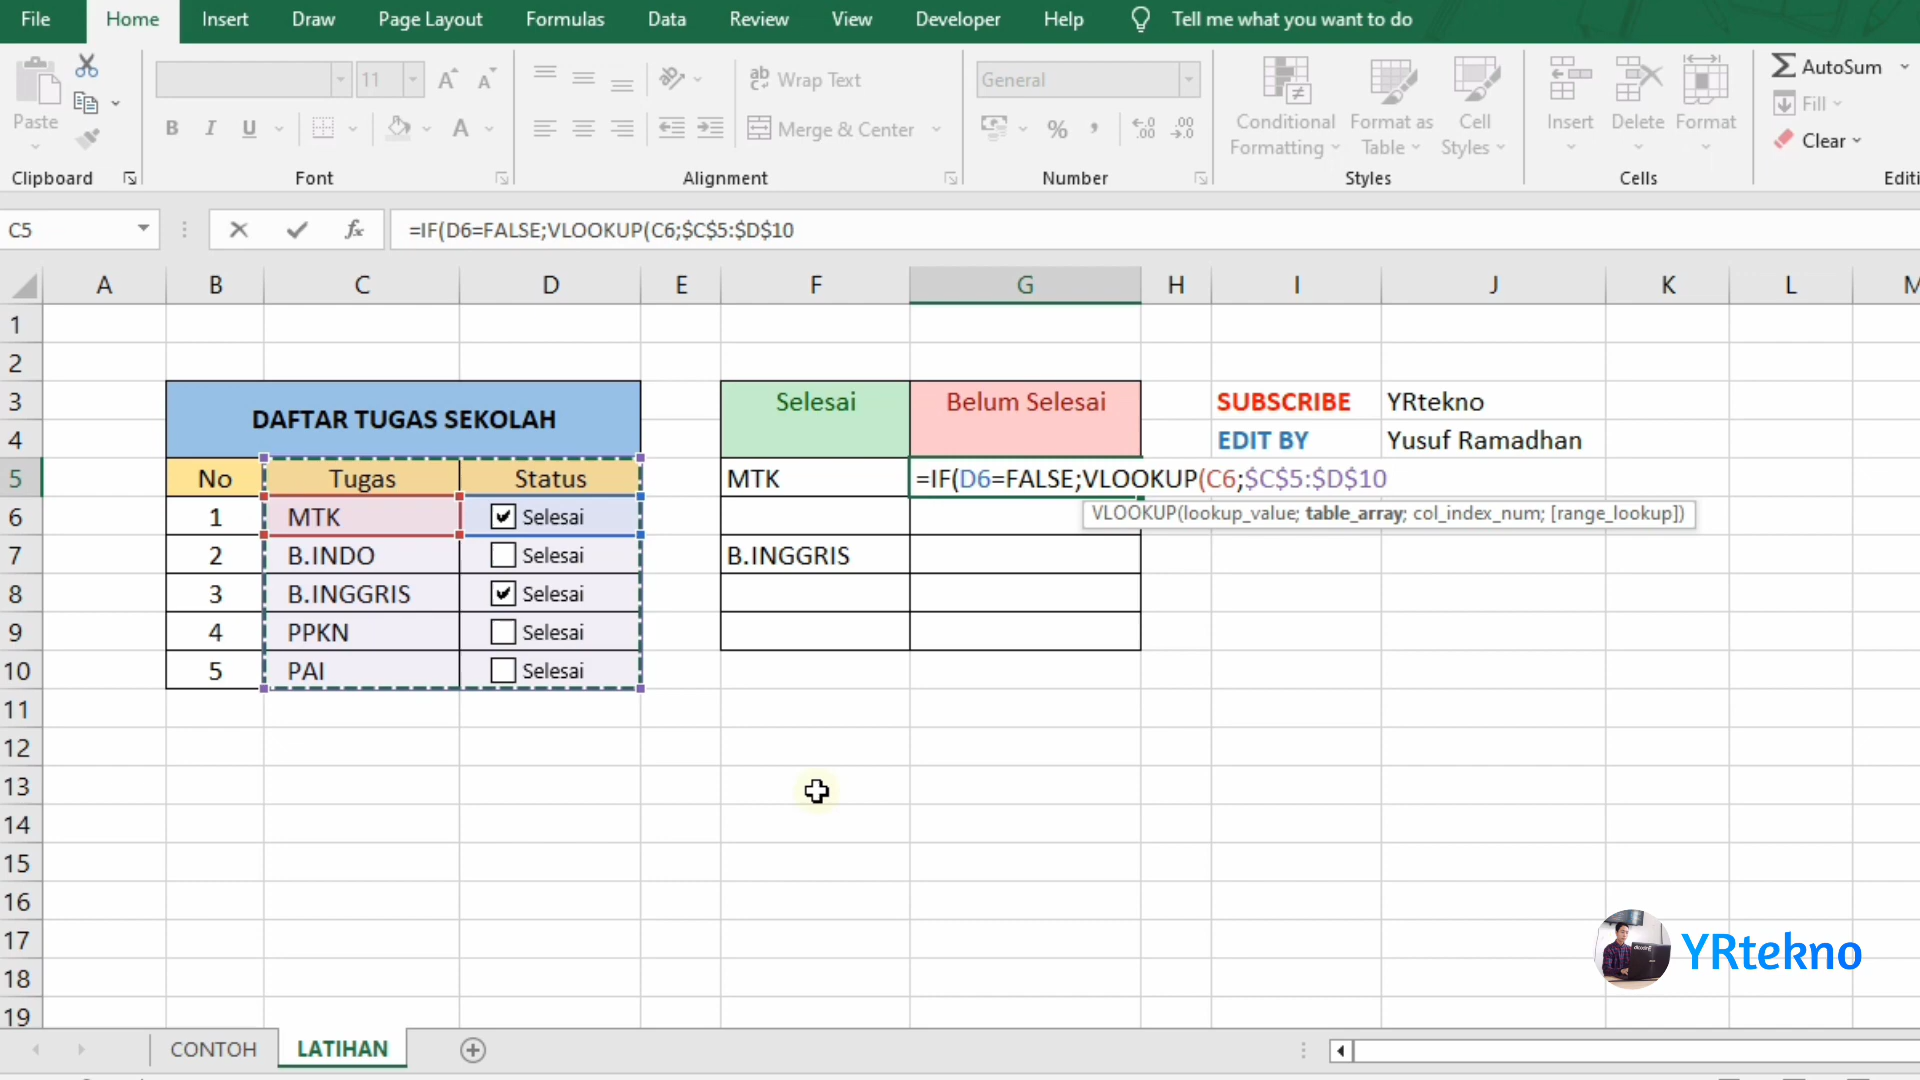 File Home Insert Draw Page Layout Formulas Data Review View Developer Help Tell me what you want to do
Paste
11
Wrap Text
Merge & Center
General
Conditional Formatting
Format as Table
Cell Styles
Insert
Delete
Format
AutoSum
Fill
Clear
Clipboard Font Alignment Number Styles Cells Editi
C5 fx =IF(D6=FALSE;VLOOKUP(C6;$C$5:$D$10
A B C D E F G H I J K L M
1
2
3 DAFTAR TUGAS SEKOLAH Selesai Belum Selesai SUBSCRIBE YRtekno
4 EDIT BY Yusuf Ramadhan
5 No Tugas Status MTK =IF(D6=FALSE;VLOOKUP(C6;$C$5:$D$10
VLOOKUP(lookup_value; table_array; col_index_num; [range_lookup])
6 1 MTK Selesai
7 2 B.INDO Selesai B.INGGRIS
8 3 B.INGGRIS Selesai
9 4 PPKN Selesai
10 5 PAI Selesai
11
12
13
14
15
16
17
YRtekno
18
19
CONTOH LATIHAN